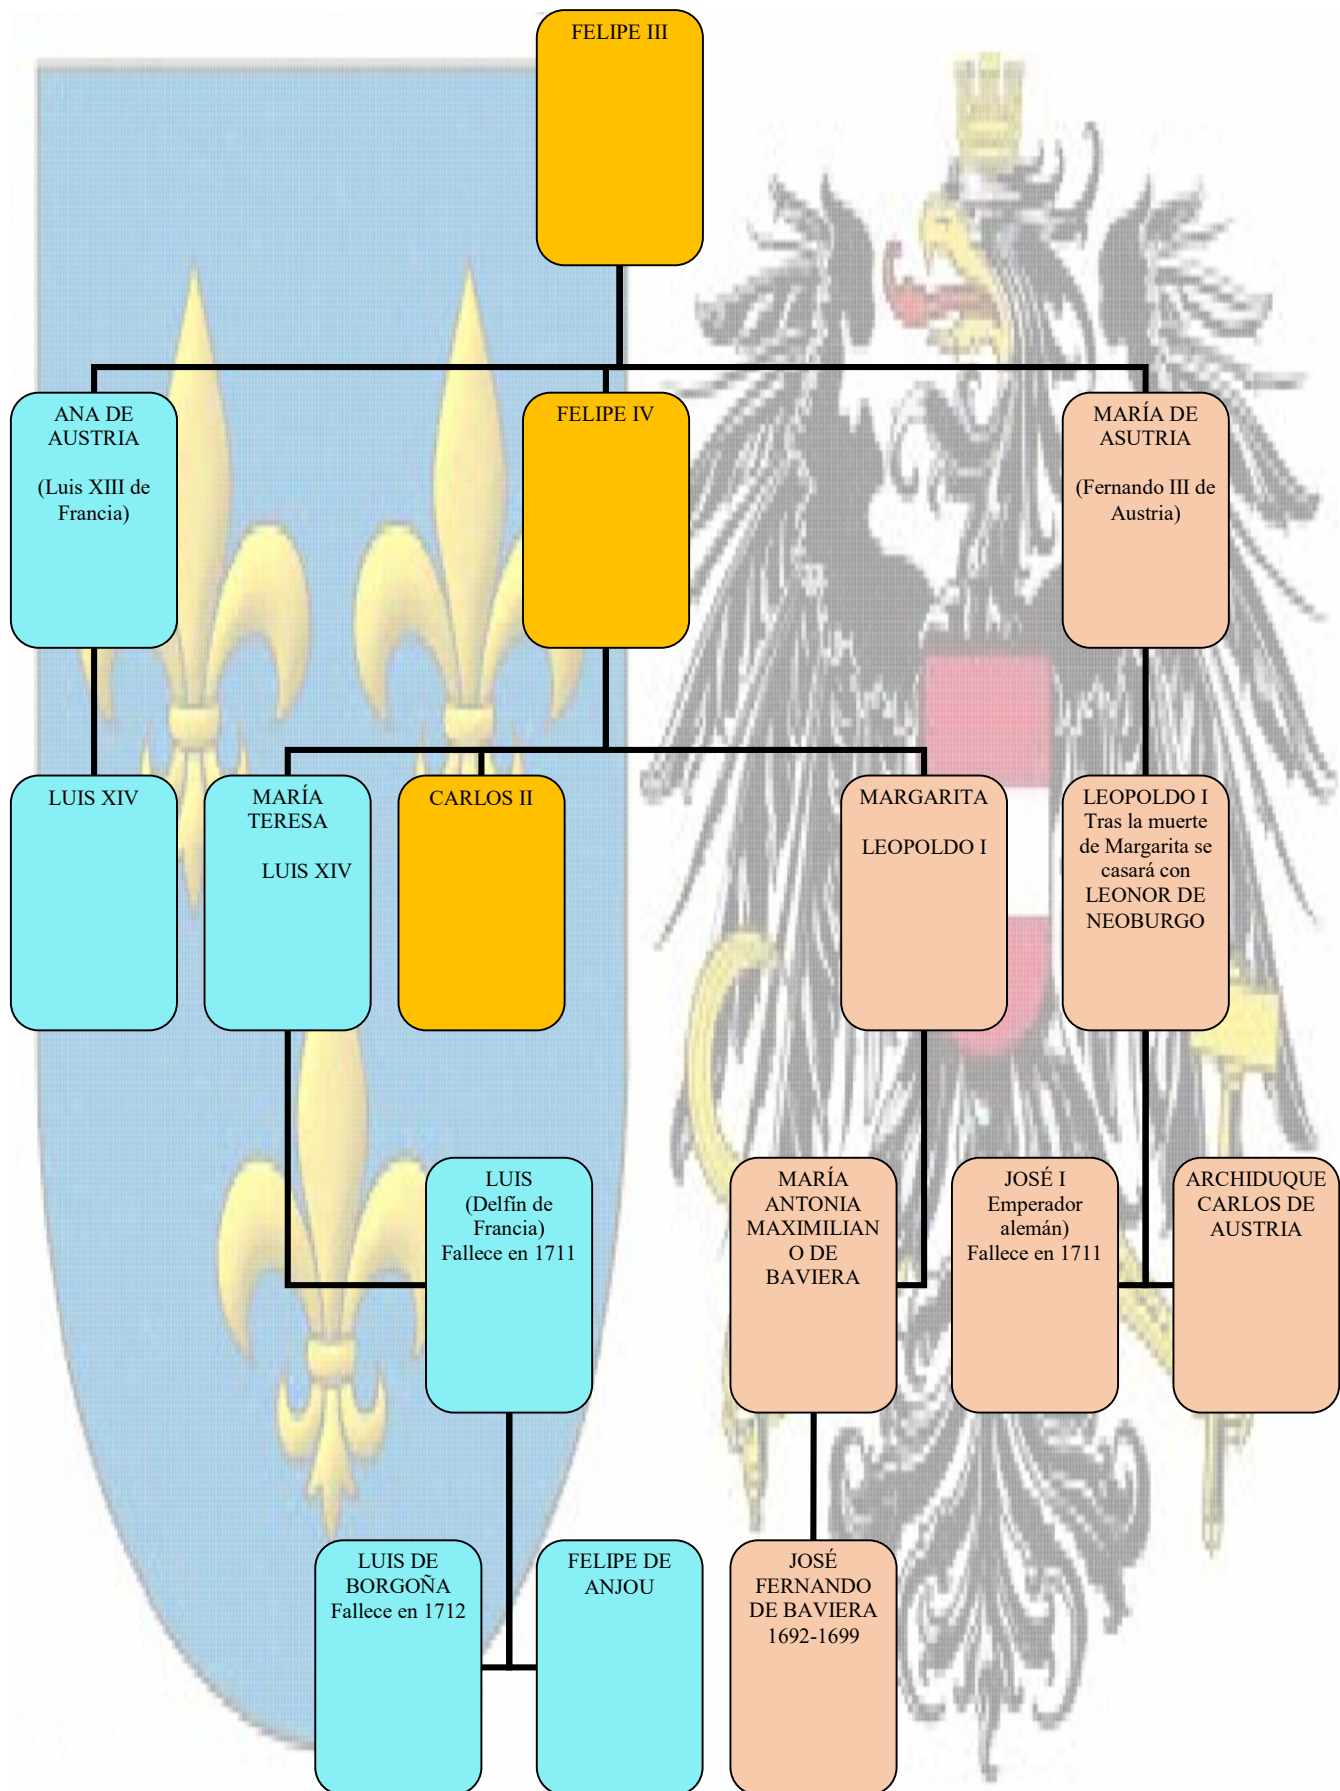 FELIPE III
ANA DE
AUSTRIA
(Luis XIII de
Francia)
FELIPE IV
MARÍA DE
ASUTRIA
(Fernando III de
Austria)
LUIS XIV
MARÍA
TERESA
LUIS XIV
CARLOS II
MARGARITA
LEOPOLDO I
LEOPOLDO I
Tras la muerte
de Margarita se
casará con
LEONOR DE
NEOBURGO
LUIS
(Delfín de
Francia)
Fallece en 1711
MARÍA
ANTONIA
MAXIMILIAN
O DE
BAVIERA
JOSÉ I
Emperador
alemán)
Fallece en 1711
ARCHIDUQUE
CARLOS DE
AUSTRIA
LUIS DE
BORGOÑA
Fallece en 1712
FELIPE DE
ANJOU
JOSÉ
FERNANDO
DE BAVIERA
1692-1699